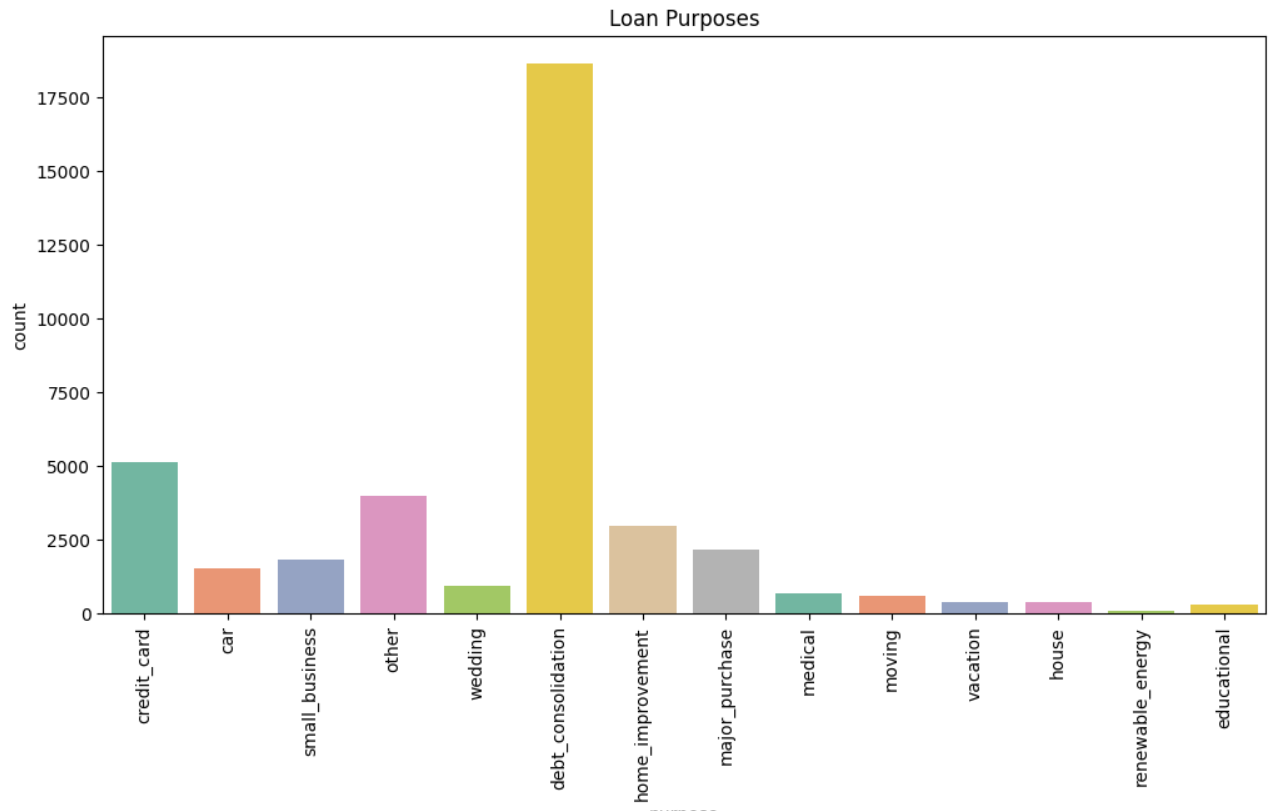 Loan Purposes
17500
15000
12500
10000
7500
5000
2500
0
count
credit_card
car
small_business
other
wedding
debt_consolidation
home_improvement
major_purchase
medical
moving
vacation
house
renewable_energy
educational